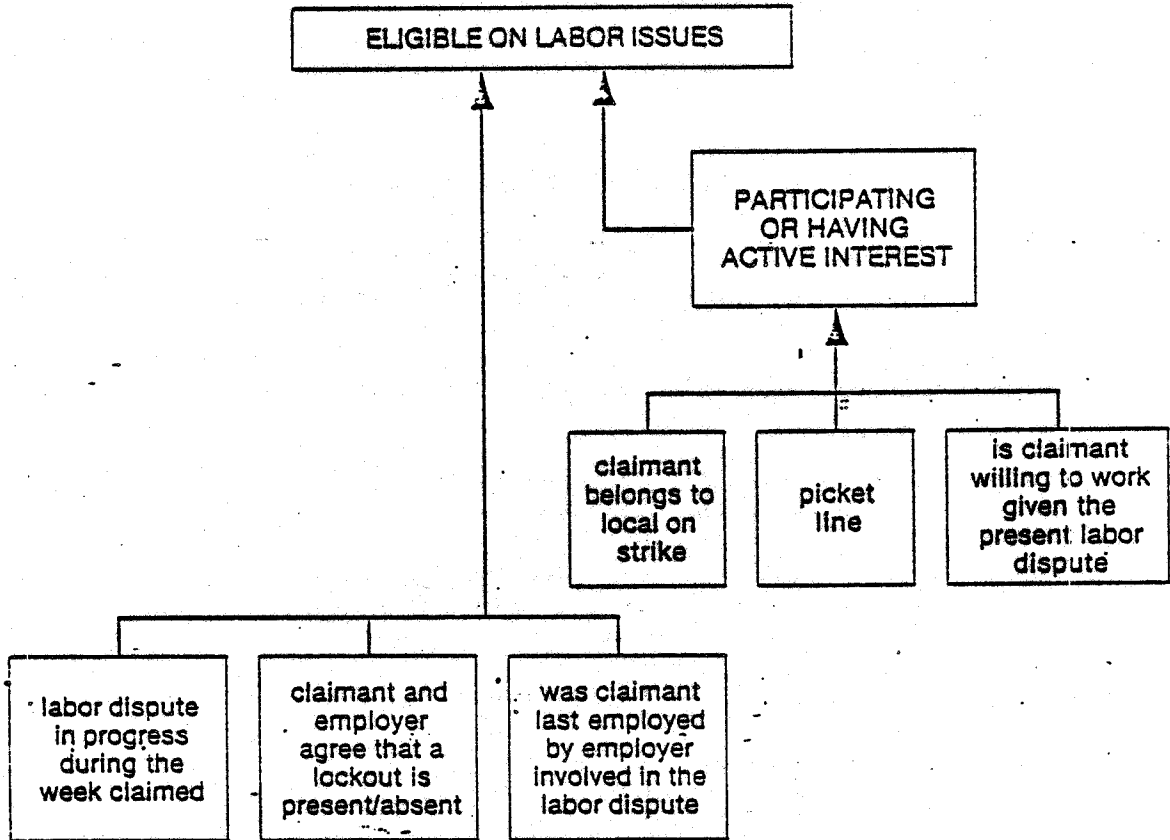 ELIGIBLE ON LABOR ISSUES
PARTICIPATING
OR HAVING
ACTIVE INTEREST
claimant
belongs to
local on
strike
picket
line
is claimant
willing to work
given the
present labor
dispute
labor dispute
in progress
during the
week claimed
claimant and
employer
agree that a
lockout is
present/absent
was claimant
last employed
by employer
involved in the
labor dispute